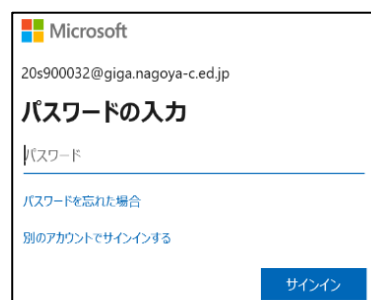 Microsoft
20s900032@giga.nagoya-c.ed.jp
パスワードの入力
パスワード
パスワードを忘れた場合
別のアカウントでサインインする
サインイン